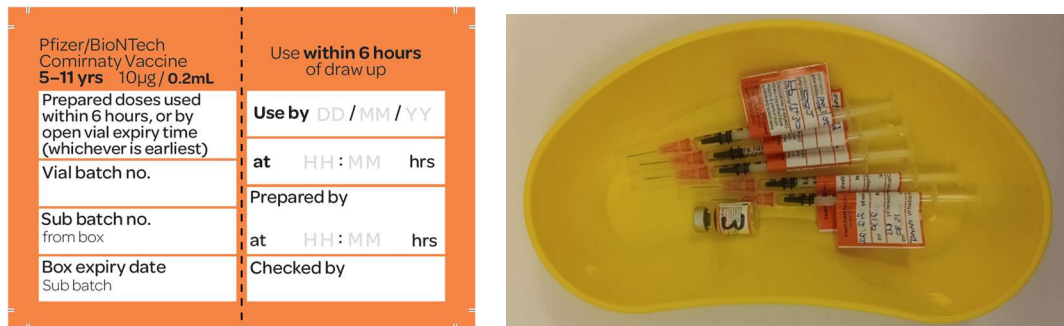 Pfizer/BioNTech
Comirnaty Vaccine
5–11 yrs 10µg / 0.2mL
Prepared doses used
within 6 hours, or by
open vial expiry time
(whichever is earliest)
Vial batch no.
Sub batch no.
from box
Box expiry date
Sub batch
Use within 6 hours
of draw up
Use by DD / MM / YY
at HH : MM hrs
Prepared by
at HH : MM hrs
Checked by
3